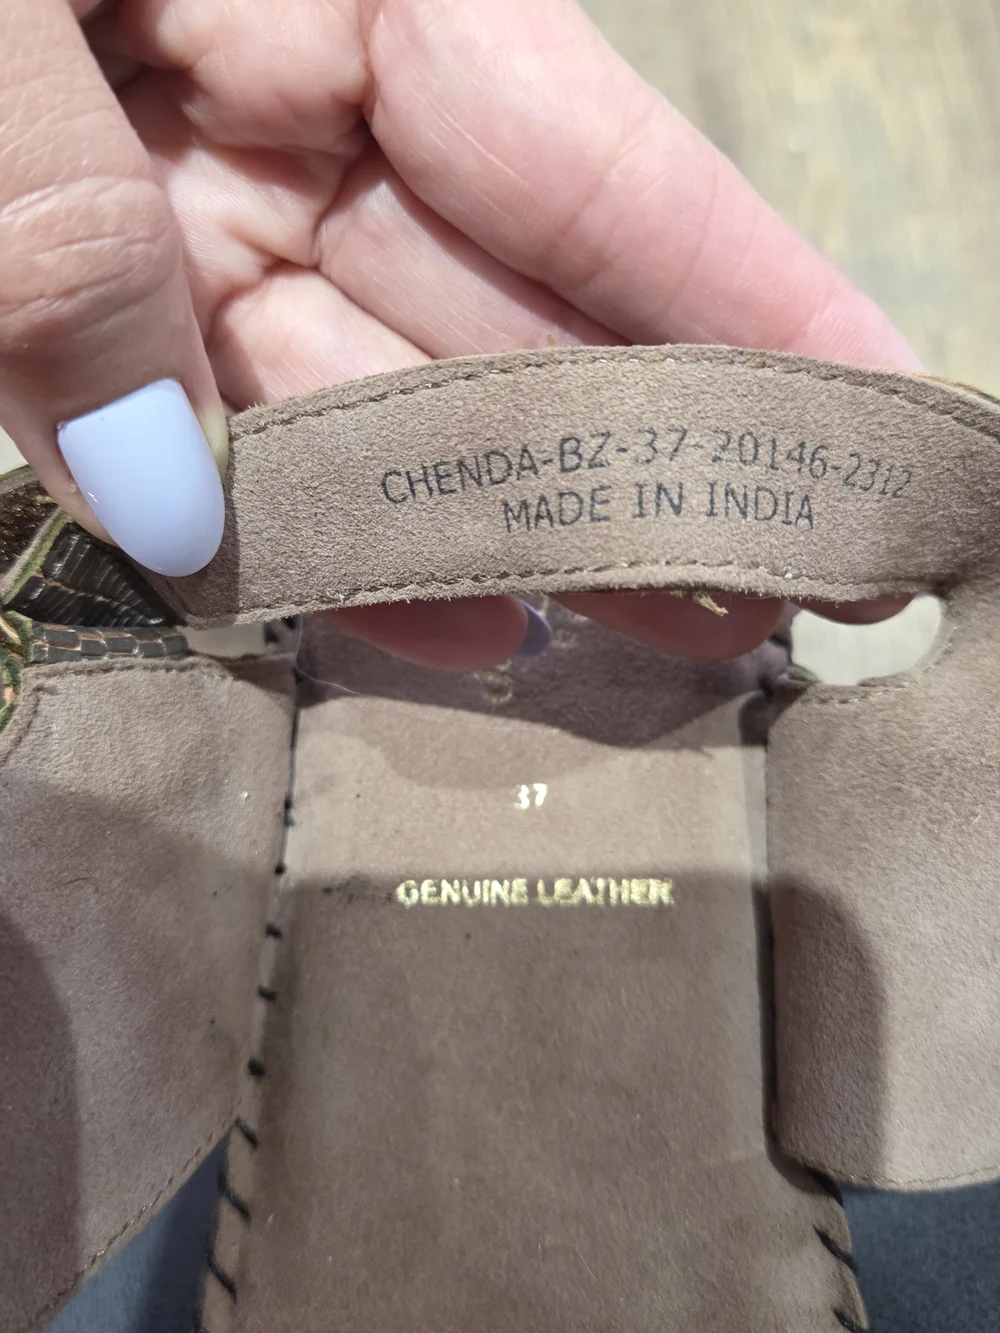 CHENDA-BZ-37-20146-2312
MADE IN INDIA
37
GENUINE LEATHER